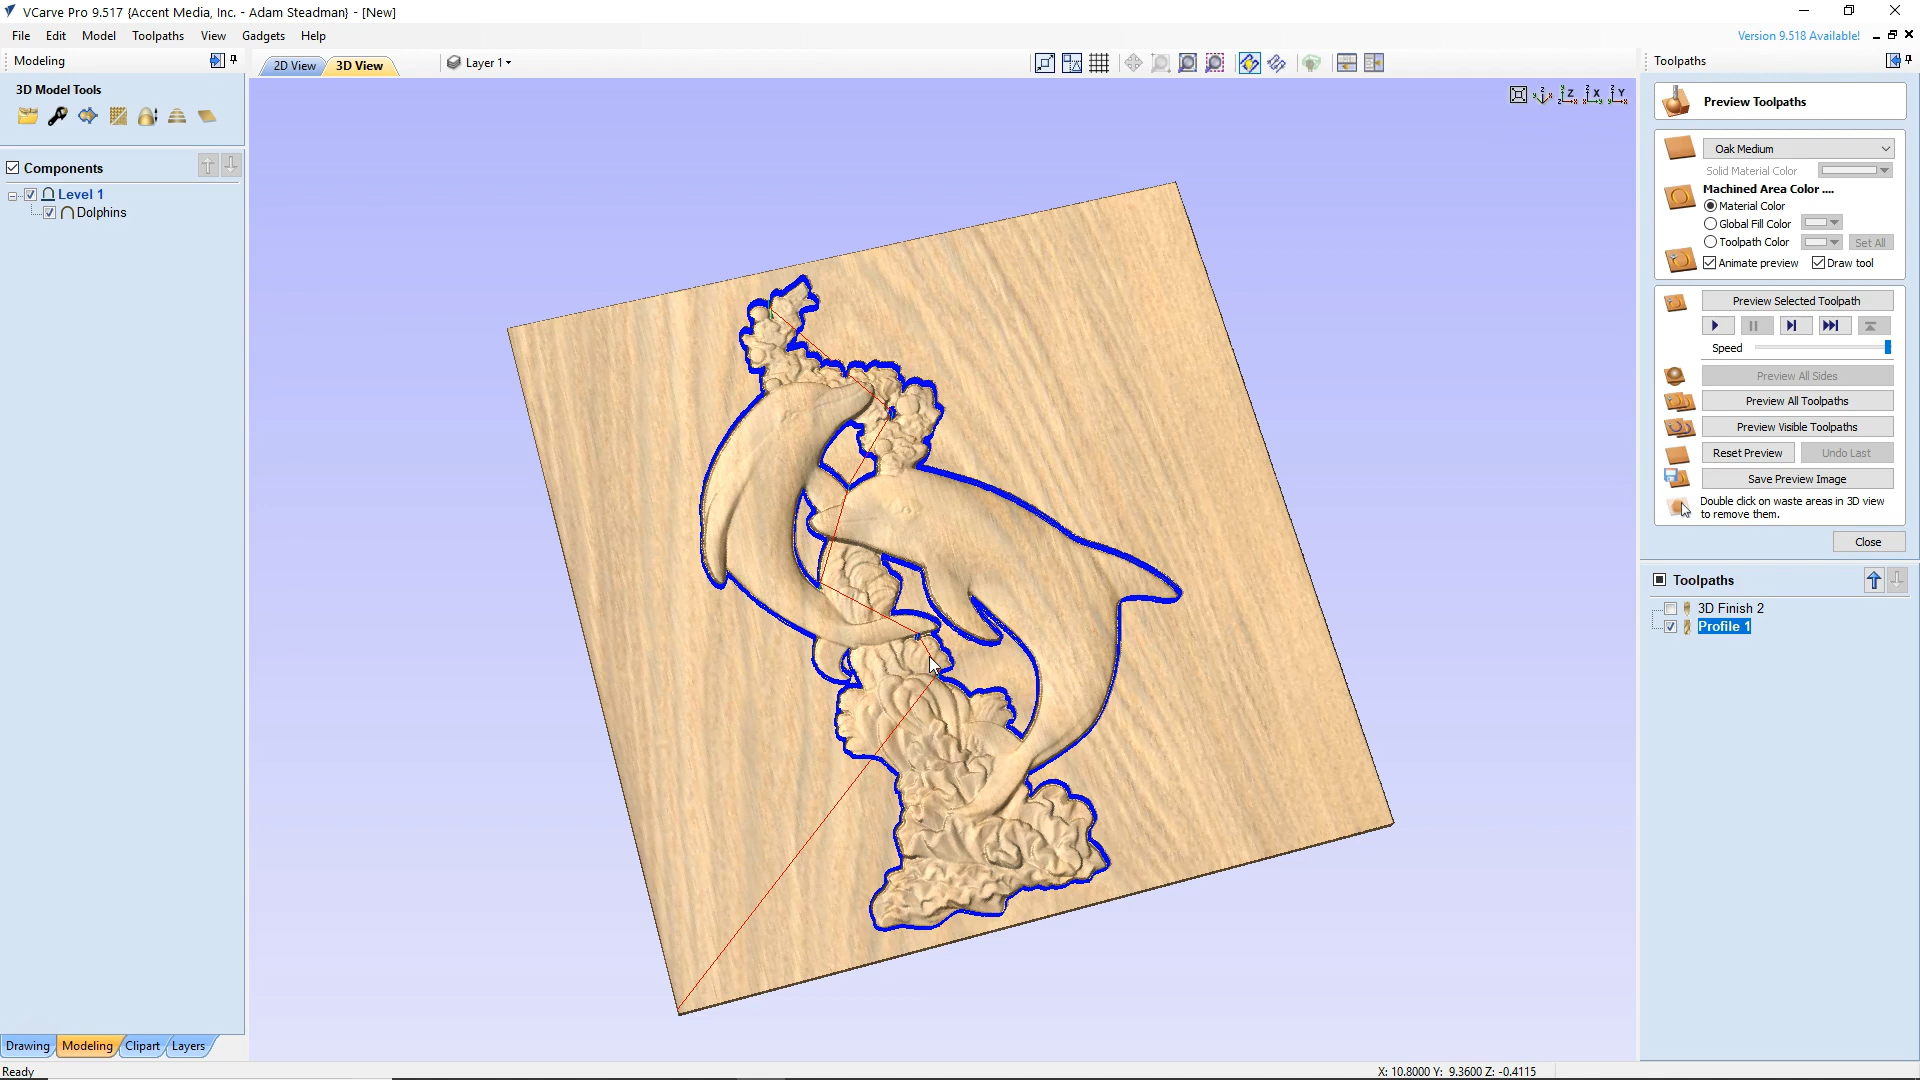 VCarve Pro 9.517 {Accent Media, Inc. - Adam Steadman} - [New]
File Edit Model Toolpaths View Gadgets Help
Version 9.518 Available!
Modeling
2D View
3D View
Layer 1
Toolpaths
3D Model Tools
Components
Level 1
Dolphins
Z
X
Y
Preview Toolpaths
Oak Medium
Solid Material Color
Machined Area Color ....
Material Color
Global Fill Color
Toolpath Color
Set All
Animate preview
Draw tool
Preview Selected Toolpath
Speed
Preview All Sides
Preview All Toolpaths
Preview Visible Toolpaths
Reset Preview
Undo Last
Save Preview Image
Double click on waste areas in 3D view
to remove them.
Close
Toolpaths
3D Finish 2
Profile 1
Drawing
Modeling
Clipart
Layers
Ready
X: 10.8000 Y: 9.3600 Z: -0.4115